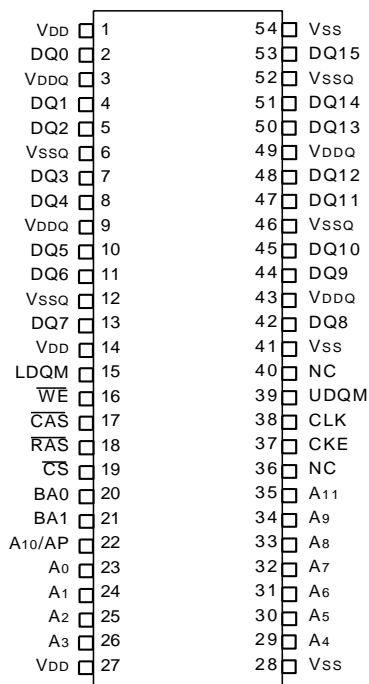 VDD 1 54 VSS
DQ0 2 53 DQ15
VDDQ 3 52 VSSQ
DQ1 4 51 DQ14
DQ2 5 50 DQ13
VSSQ 6 49 VDDQ
DQ3 7 48 DQ12
DQ4 8 47 DQ11
VDDQ 9 46 VSSQ
DQ5 10 45 DQ10
DQ6 11 44 DQ9
VSSQ 12 43 VDDQ
DQ7 13 42 DQ8
VDD 14 41 VSS
LDQM 15 40 NC
WE 16 39 UDQM
CAS 17 38 CLK
RAS 18 37 CKE
CS 19 36 NC
BA0 20 35 A11
BA1 21 34 A9
A10/AP 22 33 A8
A0 23 32 A7
A1 24 31 A6
A2 25 30 A5
A3 26 29 A4
VDD 27 28 VSS